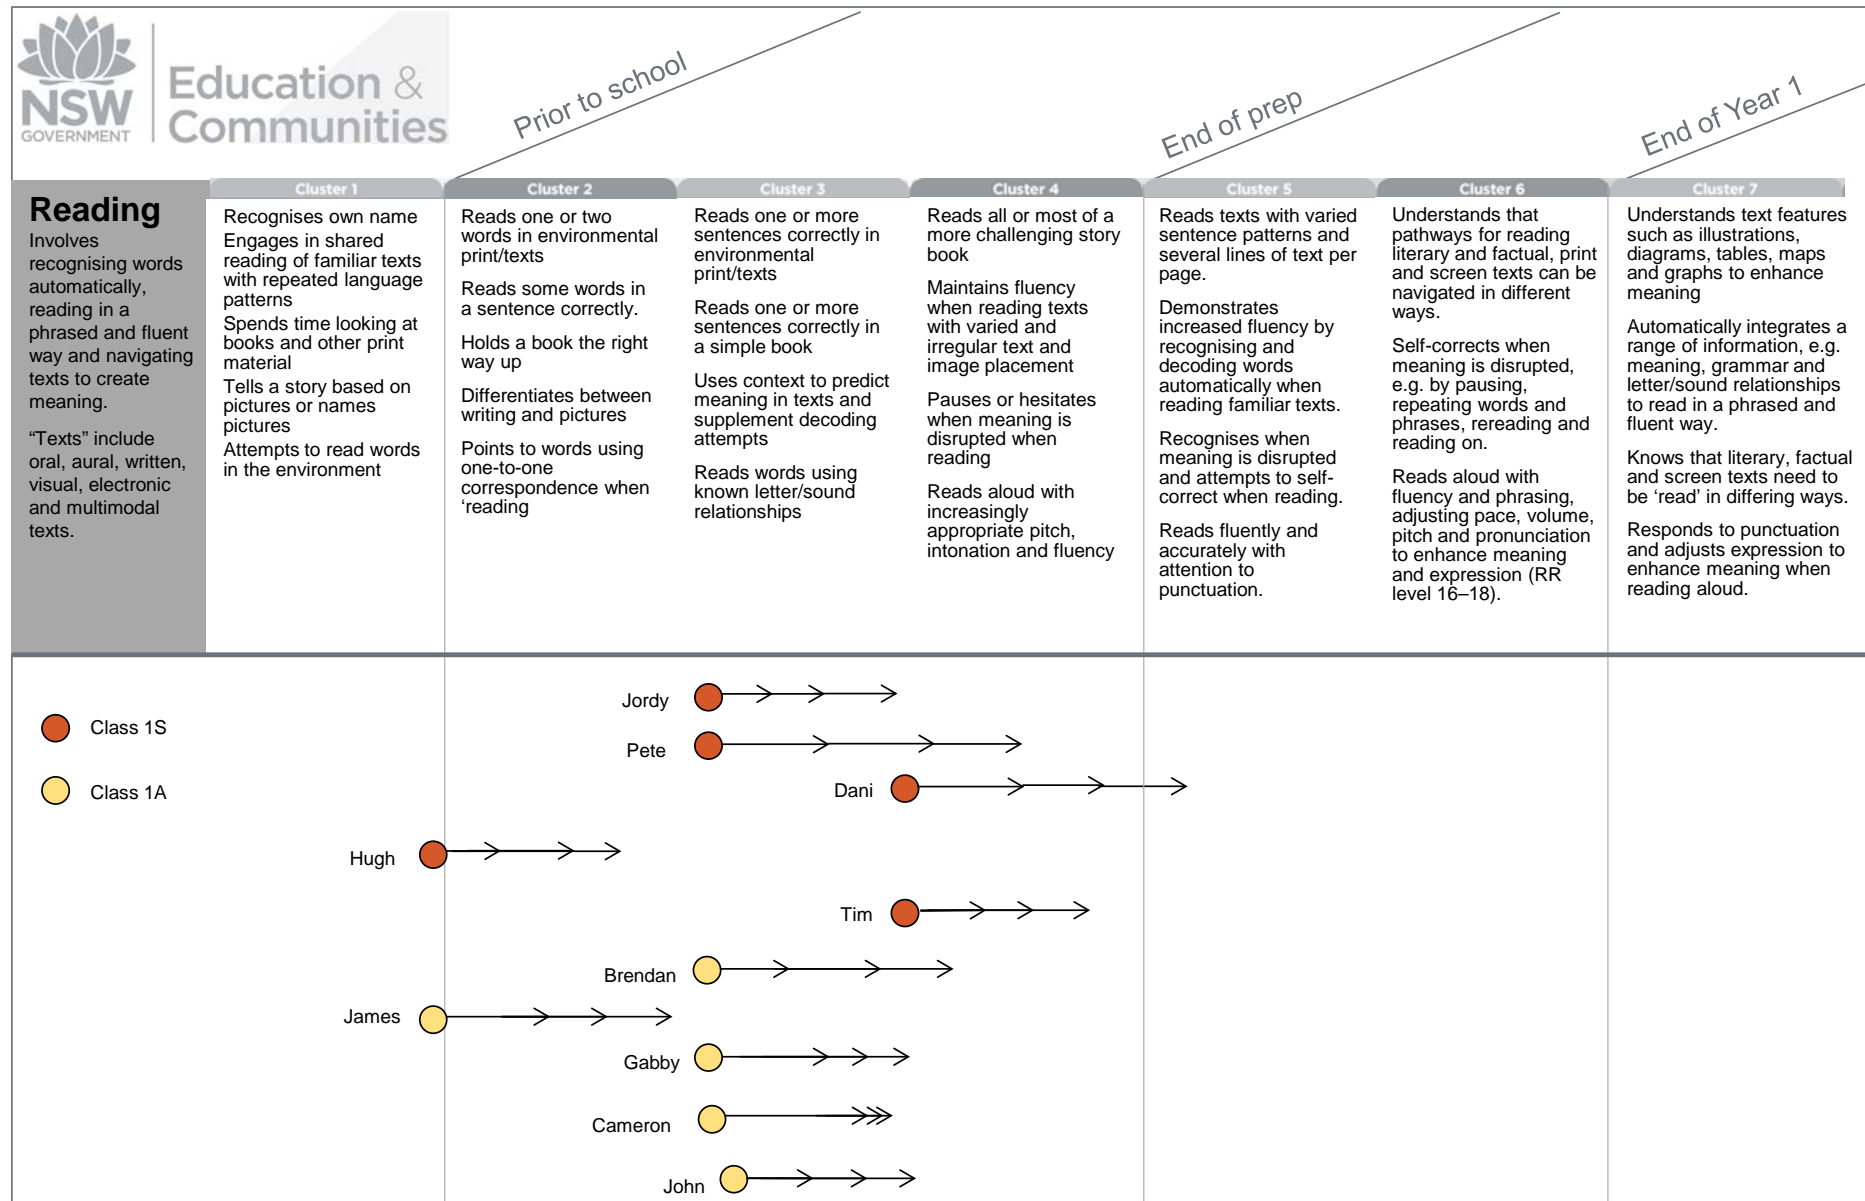 NSW
GOVERNMENT
Education &
Communities
Prior to school
End of prep
End of Year 1
Reading
Involves
recognising words
automatically,
reading in a
phrased and fluent
way and navigating
texts to create
meaning.
“Texts” include
oral, aural, written,
visual, electronic
and multimodal
texts.
Cluster 1
Recognises own name
Engages in shared
reading of familiar texts
with repeated language
patterns
Spends time looking at
books and other print
material
Tells a story based on
pictures or names
pictures
Attempts to read words
in the environment
Cluster 2
Reads one or two
words in environmental
print/texts
Reads some words in
a sentence correctly.
Holds a book the right
way up
Differentiates between
writing and pictures
Points to words using
one-to-one
correspondence when
‘reading
Cluster 3
Reads one or more
sentences correctly in
environmental
print/texts
Reads one or more
sentences correctly in
a simple book
Uses context to predict
meaning in texts and
supplement decoding
attempts
Reads words using
known letter/sound
relationships
Cluster 4
Reads all or most of a
more challenging story
book
Maintains fluency
when reading texts
with varied and
irregular text and
image placement
Pauses or hesitates
when meaning is
disrupted when
reading
Reads aloud with
increasingly
appropriate pitch,
intonation and fluency
Cluster 5
Reads texts with varied
sentence patterns and
several lines of text per
page.
Demonstrates
increased fluency by
recognising and
decoding words
automatically when
reading familiar texts.
Recognises when
meaning is disrupted
and attempts to self-
correct when reading.
Reads fluently and
accurately with
attention to
punctuation.
Cluster 6
Understands that
pathways for reading
literary and factual, print
and screen texts can be
navigated in different
ways.
Self-corrects when
meaning is disrupted,
e.g. by pausing,
repeating words and
phrases, rereading and
reading on.
Reads aloud with
fluency and phrasing,
adjusting pace, volume,
pitch and pronunciation
to enhance meaning
and expression (RR
level 16–18).
Cluster 7
Understands text features
such as illustrations,
diagrams, tables, maps
and graphs to enhance
meaning
Automatically integrates a
range of information, e.g.
meaning, grammar and
letter/sound relationships
to read in a phrased and
fluent way.
Knows that literary, factual
and screen texts need to
be ‘read’ in differing ways.
Responds to punctuation
and adjusts expression to
enhance meaning when
reading aloud.
Class 1S
Class 1A
Jordy
Pete
Dani
Hugh
Tim
Brendan
James
Gabby
Cameron
John